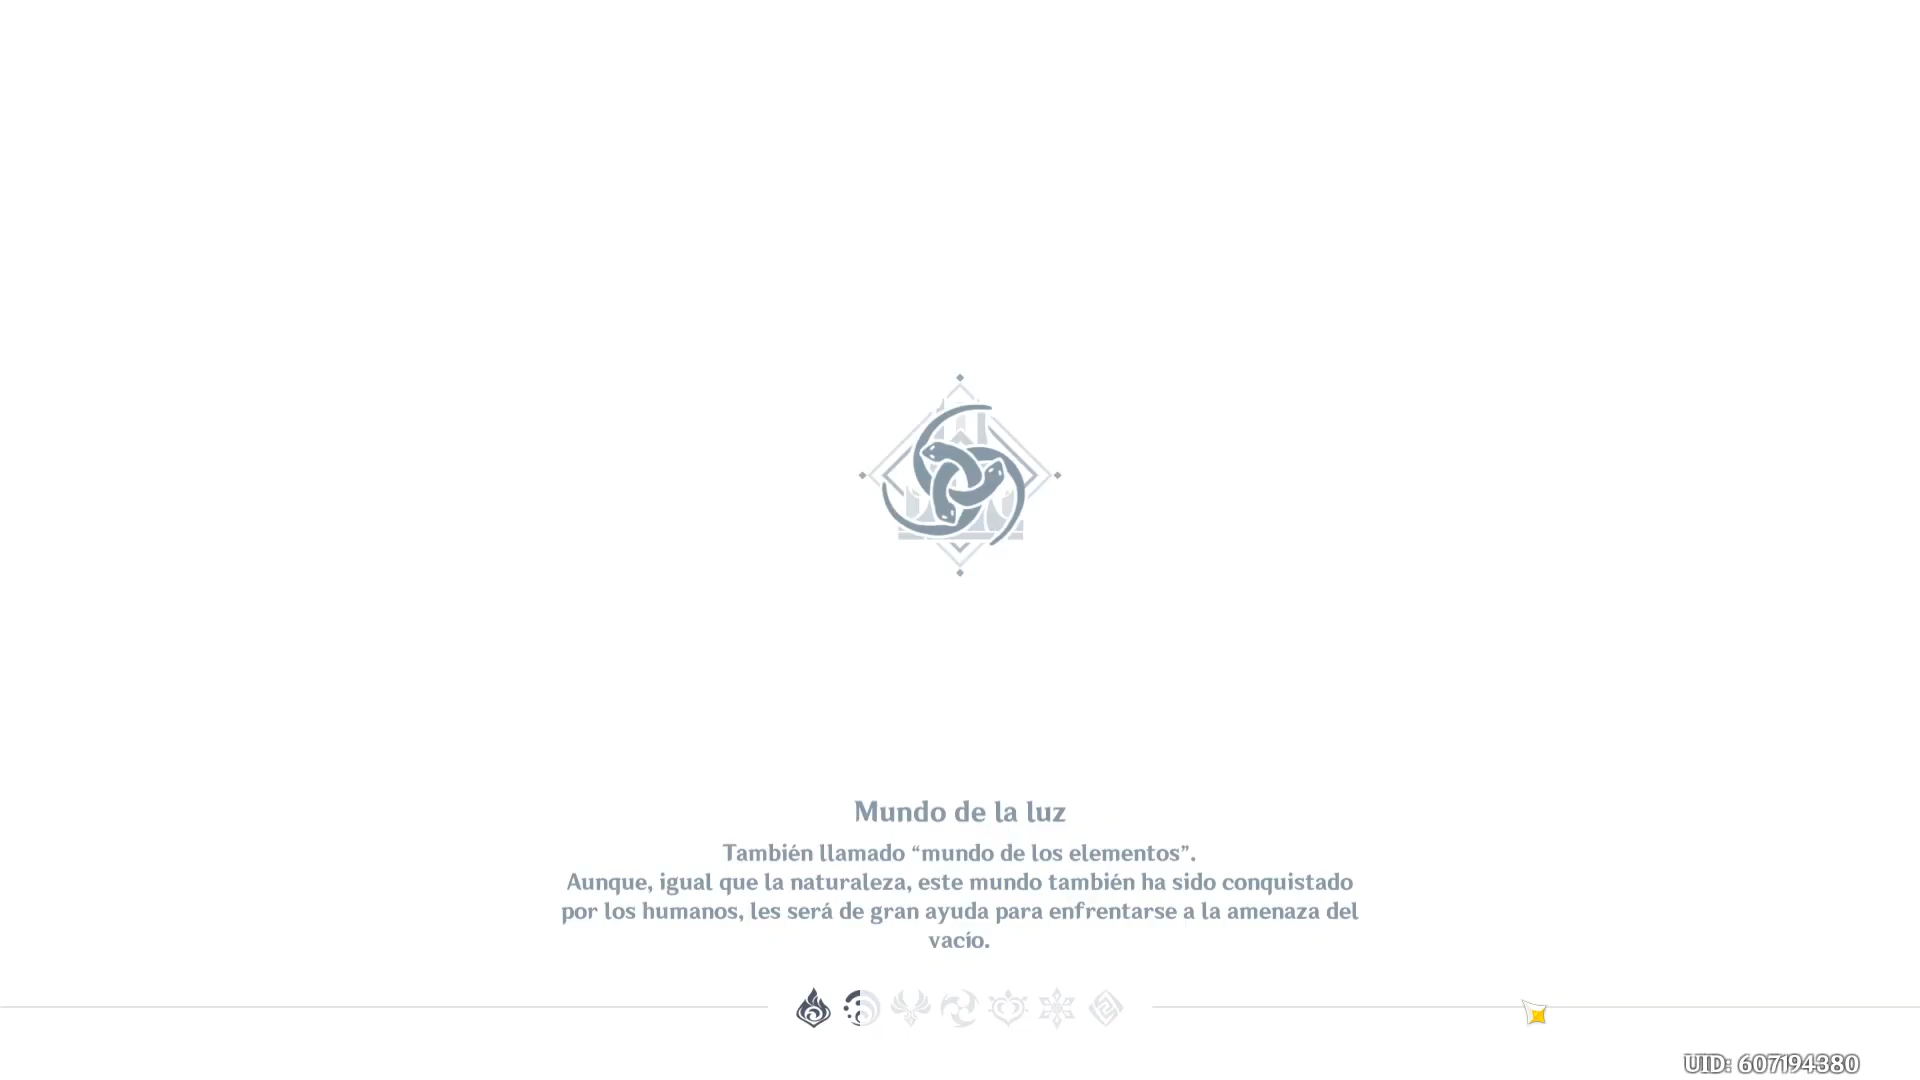 Mundo de la luz
También llamado “mundo de los elementos”.
Aunque, igual que la naturaleza, este mundo también ha sido conquistado
por los humanos, les será de gran ayuda para enfrentarse a la amenaza del
vacío.
UID: 607194380